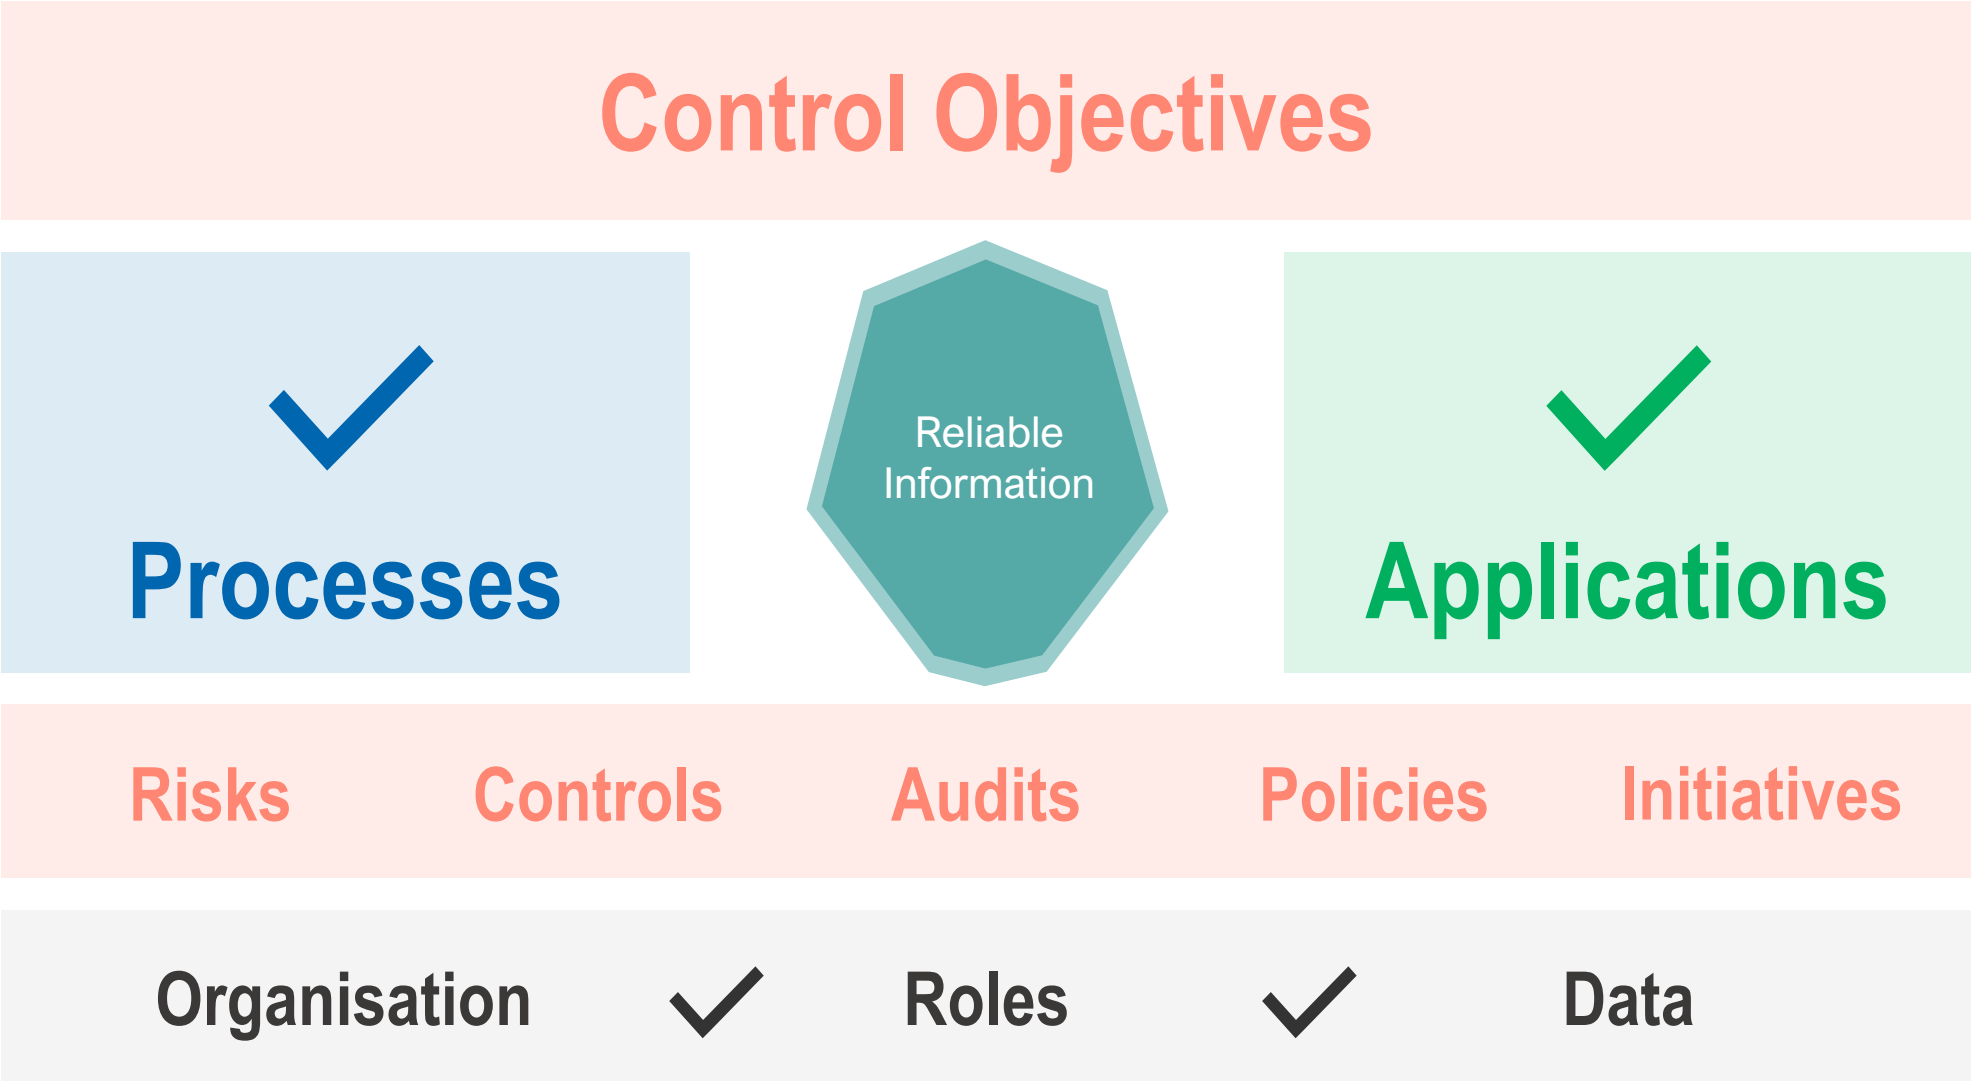 Control Objectives
Reliable
Information
Processes
Applications
Risks Controls Audits Policies Initiatives
Organisation Roles Data